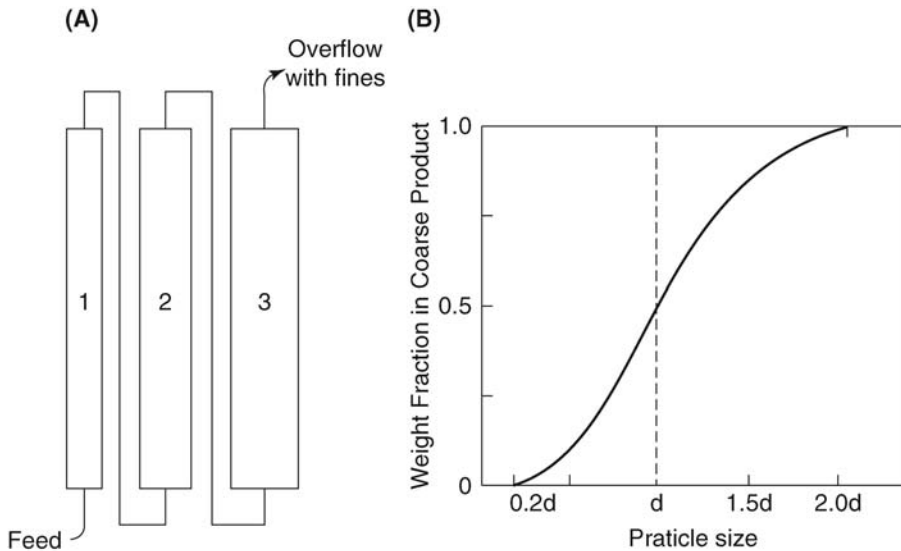 (A)
Overflow
with fines
1
2
3
Feed
(B)
Weight Fraction in Coarse Product
1.0
0.5
0
0.2d
d
1.5d
2.0d
Praticle size